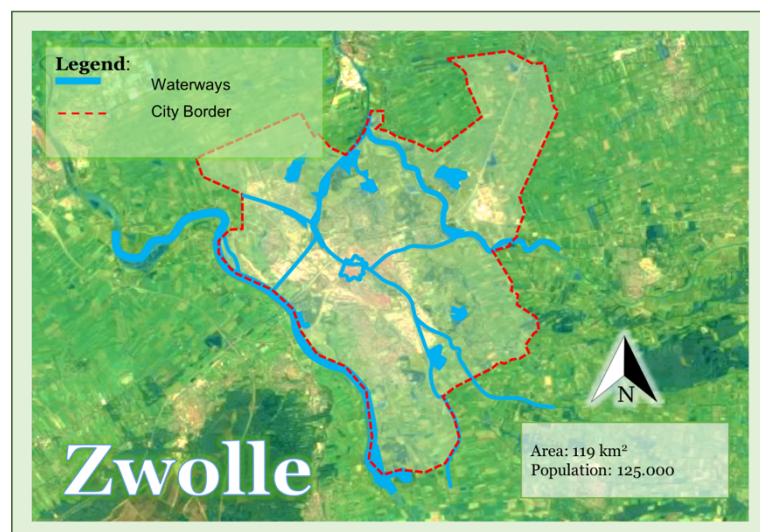 Legend:
Waterways
City Border
N
Area: 119 km²
Population: 125.000
Zwolle